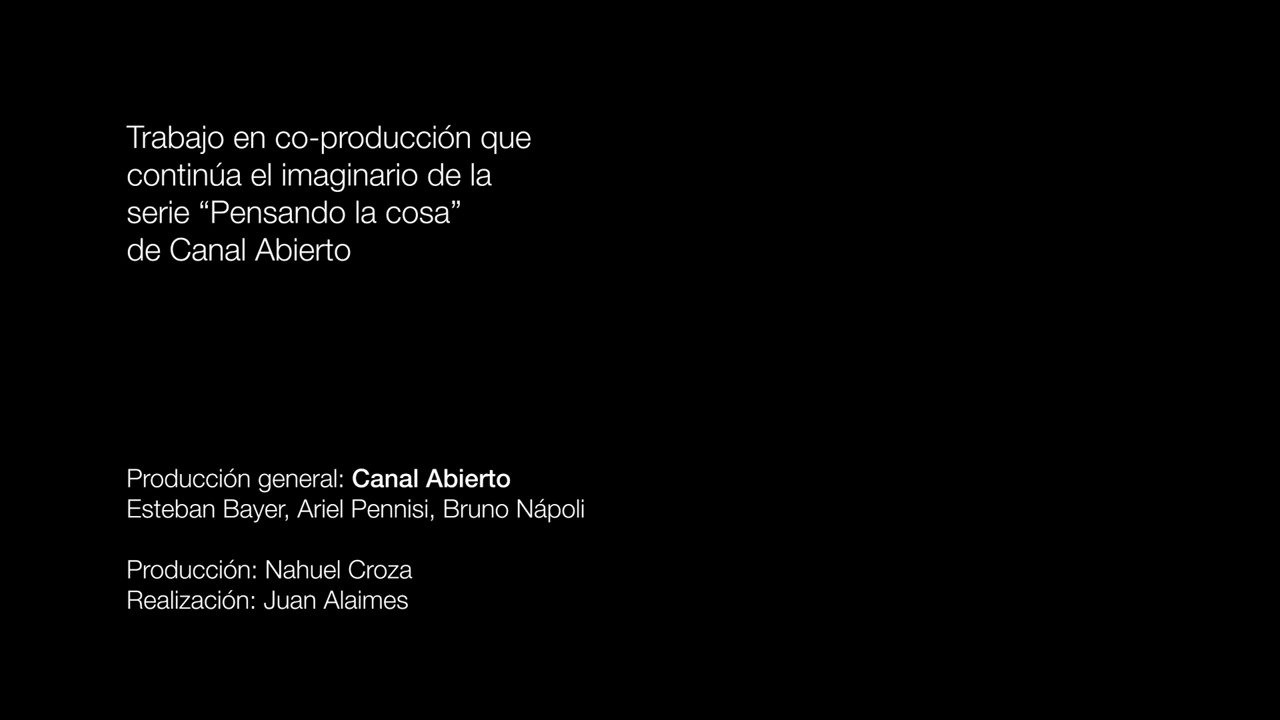 Trabajo en co-producción que
continúa el imaginario de la
serie “Pensando la cosa”
de Canal Abierto
Producción general: Canal Abierto
Esteban Bayer, Ariel Pennisi, Bruno Nápoli
Producción: Nahuel Croza
Realización: Juan Alaimes